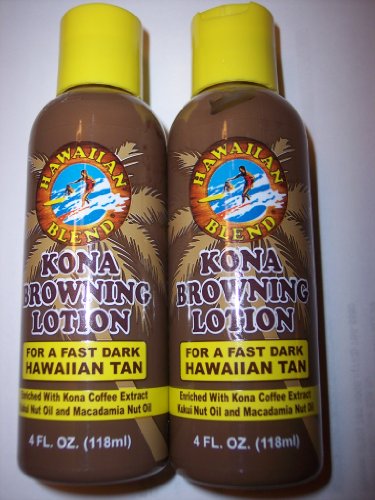 HAWAIIAN
BLEND
KONA
BROWNING
LOTION
FOR A FAST DARK
HAWAIIAN TAN
Enriched With Kona Coffee Extract
Kukui Nut Oil and Macadamia Nut Oil
4 FL. OZ. (118ml)
HAWAIIAN
BLEND
KONA
BROWNING
LOTION
FOR A FAST DARK
HAWAIIAN TAN
Enriched With Kona Coffee Extract
Kukui Nut Oil and Macadamia Nut Oil
4 FL. OZ. (118ml)